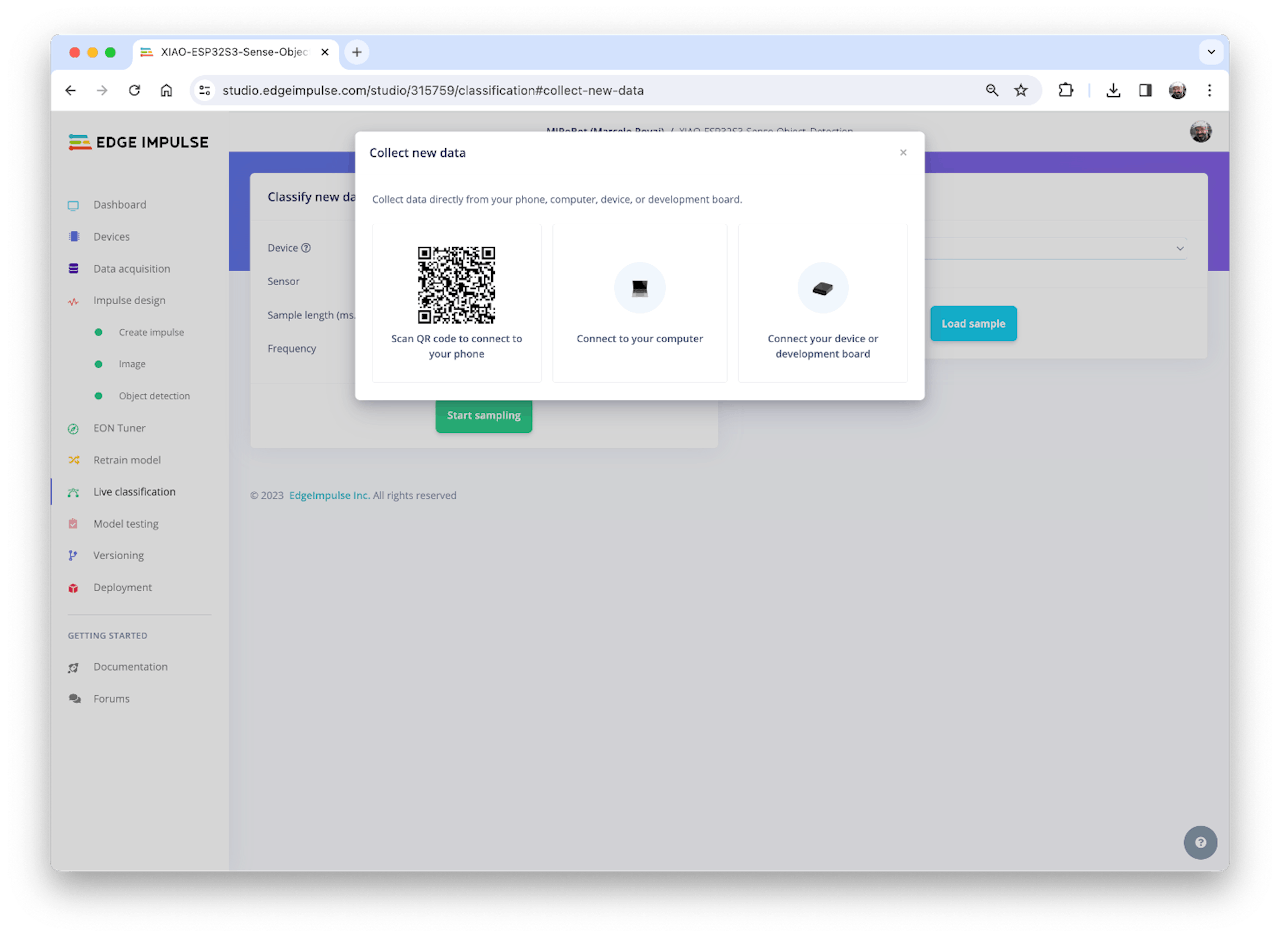 XIAO-ESP32S3-Sense-Objec
studio.edgeimpulse.com/studio/315759/classification#collect-new-data
EDGE IMPULSE
MJRoBot (Marcelo Rovai) / XIAO-ESP32S3-Sense-Object-Detection
Collect new data
Collect data directly from your phone, computer, device, or development board.
Scan QR code to connect to
your phone
Connect to your computer
Connect your device or
development board
Classify new da
Device
Sensor
Sample length (ms.
Frequency
Start sampling
Load sample
Dashboard
Devices
Data acquisition
Impulse design
Create impulse
Image
Object detection
EON Tuner
Retrain model
Live classification
Model testing
Versioning
Deployment
GETTING STARTED
Documentation
Forums
© 2023 EdgeImpulse Inc. All rights reserved